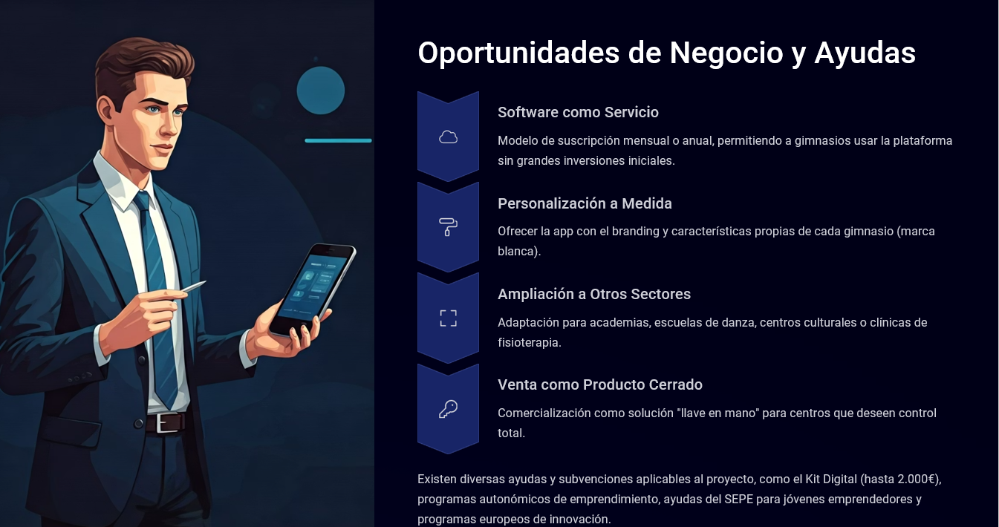 Oportunidades de Negocio y Ayudas
Software como Servicio
Modelo de suscripción mensual o anual, permitiendo a gimnasios usar la plataforma
sin grandes inversiones iniciales.
Personalización a Medida
Ofrecer la app con el branding y características propias de cada gimnasio (marca
blanca).
Ampliación a Otros Sectores
Adaptación para academias, escuelas de danza, centros culturales o clínicas de
fisioterapia.
Venta como Producto Cerrado
Comercialización como solución "llave en mano" para centros que deseen control
total.
Existen diversas ayudas y subvenciones aplicables al proyecto, como el Kit Digital (hasta 2.000€),
programas autonómicos de emprendimiento, ayudas del SEPE para jóvenes emprendedores y
programas europeos de innovación.